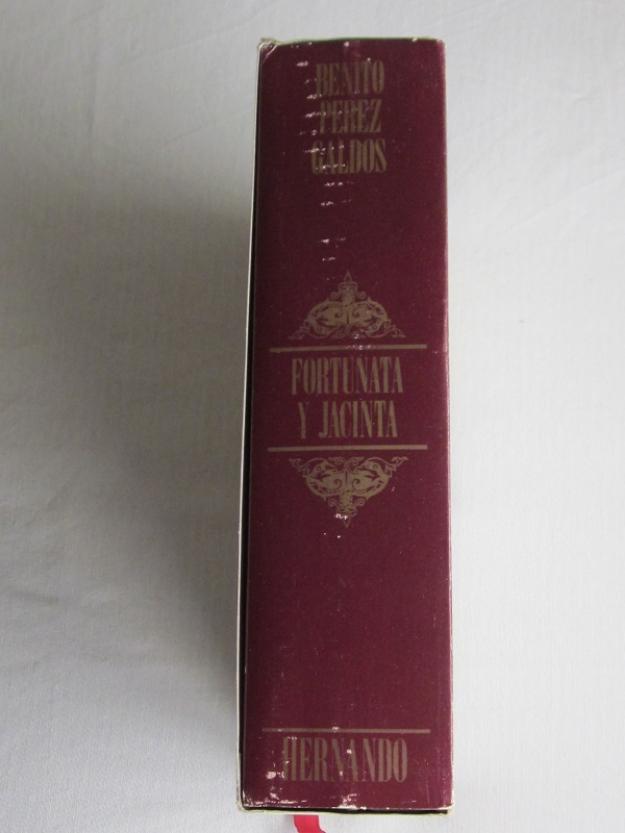 BENITO
PEREZ
GALDOS
FORTUNATA
Y JACINTA
HERNANDO